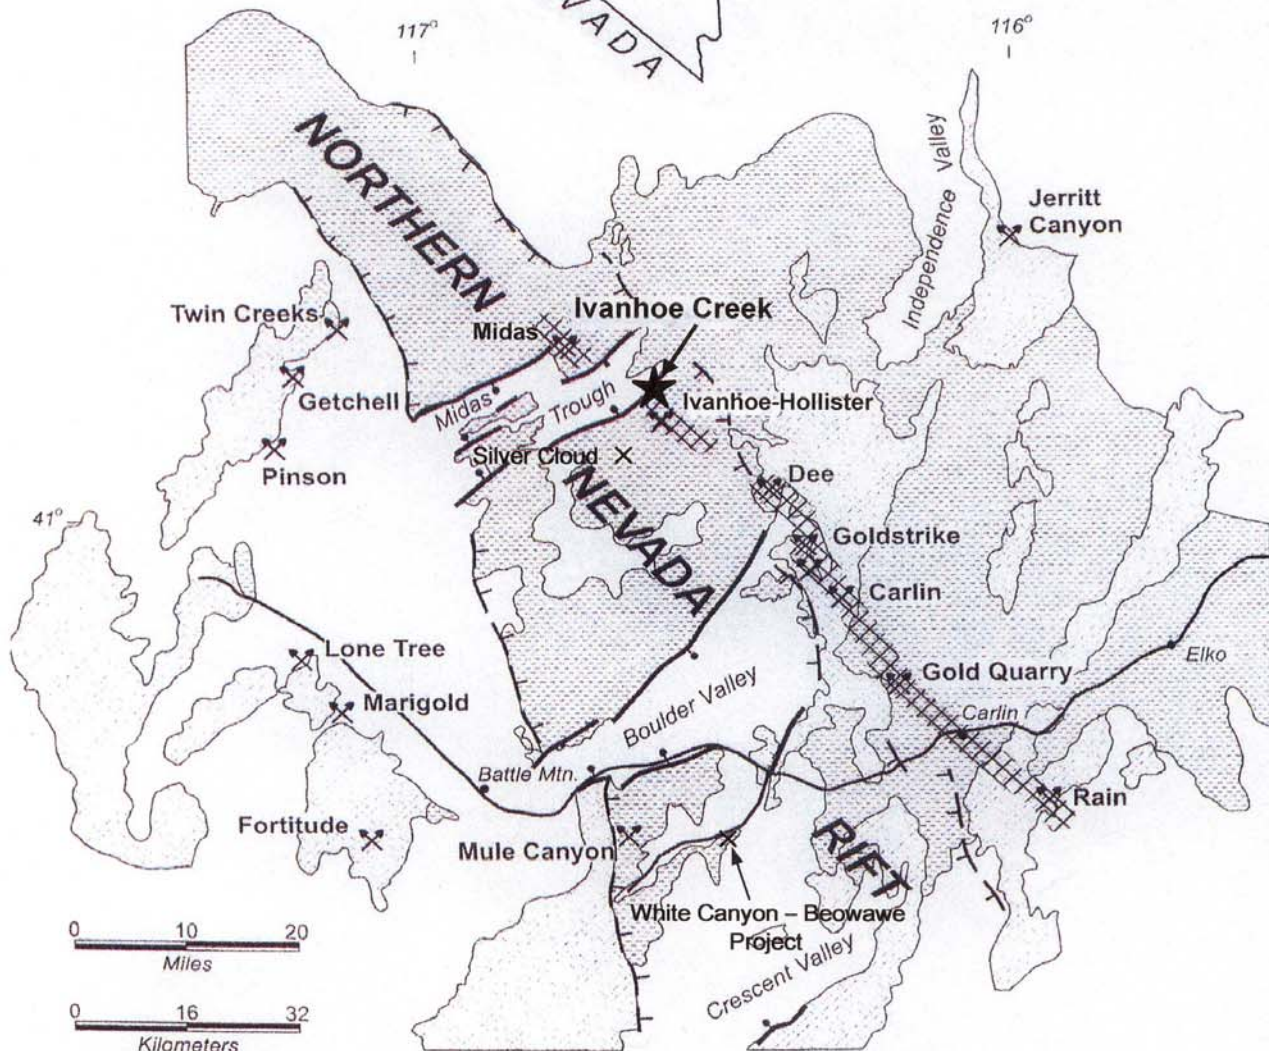 VADA
117°
116°
NORTHERN
Independence Valley
Jerritt
Canyon
Twin Creeks
Ivanhoe Creek
Midas
Getchell
Midas
Trough
Ivanhoe-Hollister
Pinson
Silver Cloud
Dee
NEVADA
41°
Goldstrike
Carlin
Lone Tree
Elko
Gold Quarry
Marigold
Boulder Valley
Carlin
Battle Mtn.
Rain
Fortitude
Mule Canyon
RIFT
White Canyon – Beowawe
Project
Crescent Valley
0 10 20
Miles
0 16 32
Kilometers